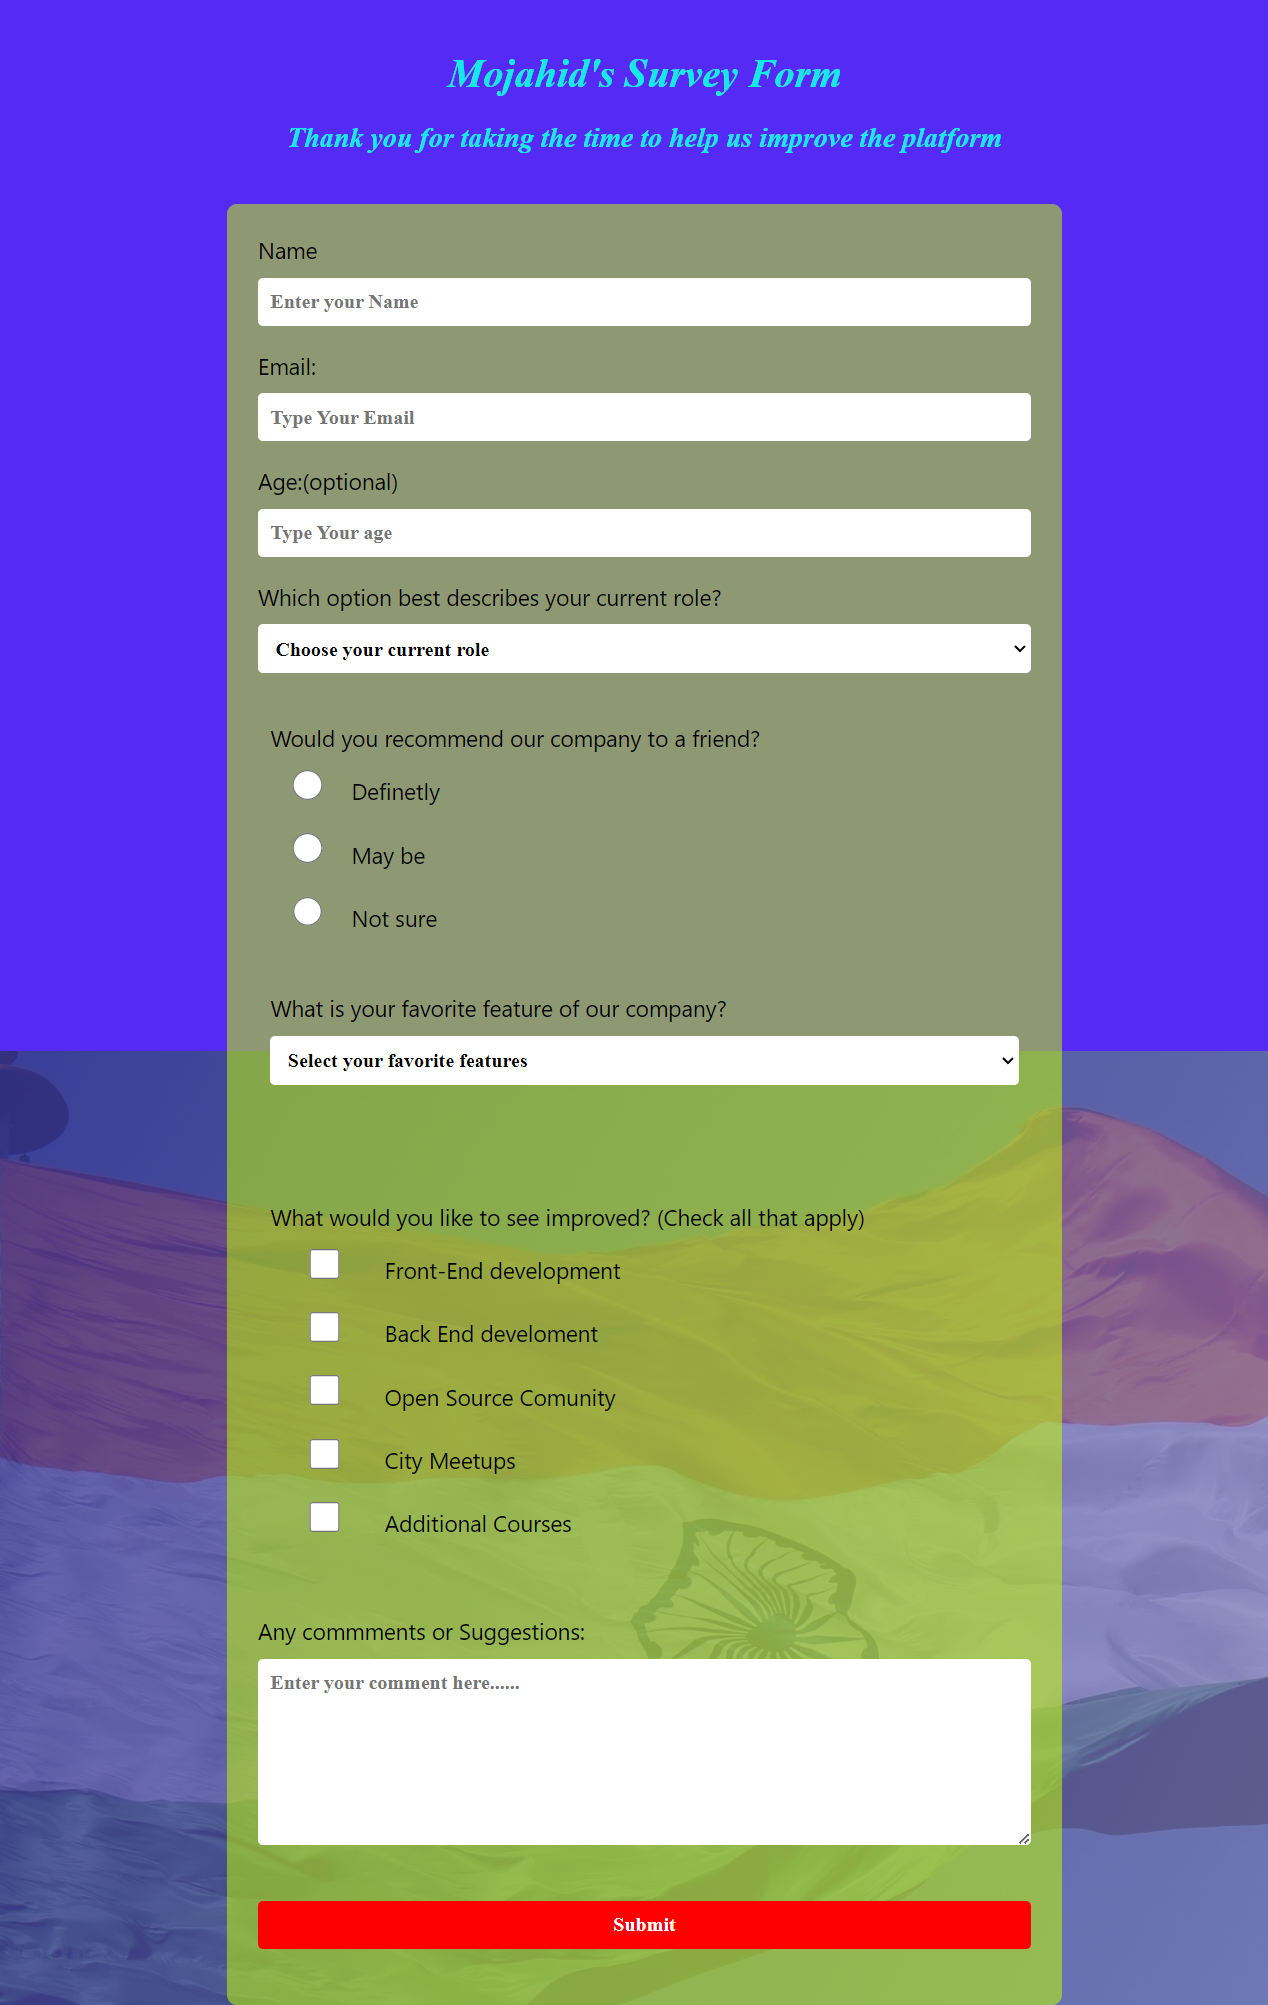 Mojahid's Survey Form
Thank you for taking the time to help us improve the platform
Name
Enter your Name
Email:
Type Your Email
Age:(optional)
Type Your age
Which option best describes your current role?
Choose your current role
Would you recommend our company to a friend?
Definetly
May be
Not sure
What is your favorite feature of our company?
Select your favorite features
What would you like to see improved? (Check all that apply)
Front-End development
Back End develoment
Open Source Comunity
City Meetups
Additional Courses
Any commments or Suggestions:
Enter your comment here......
Submit